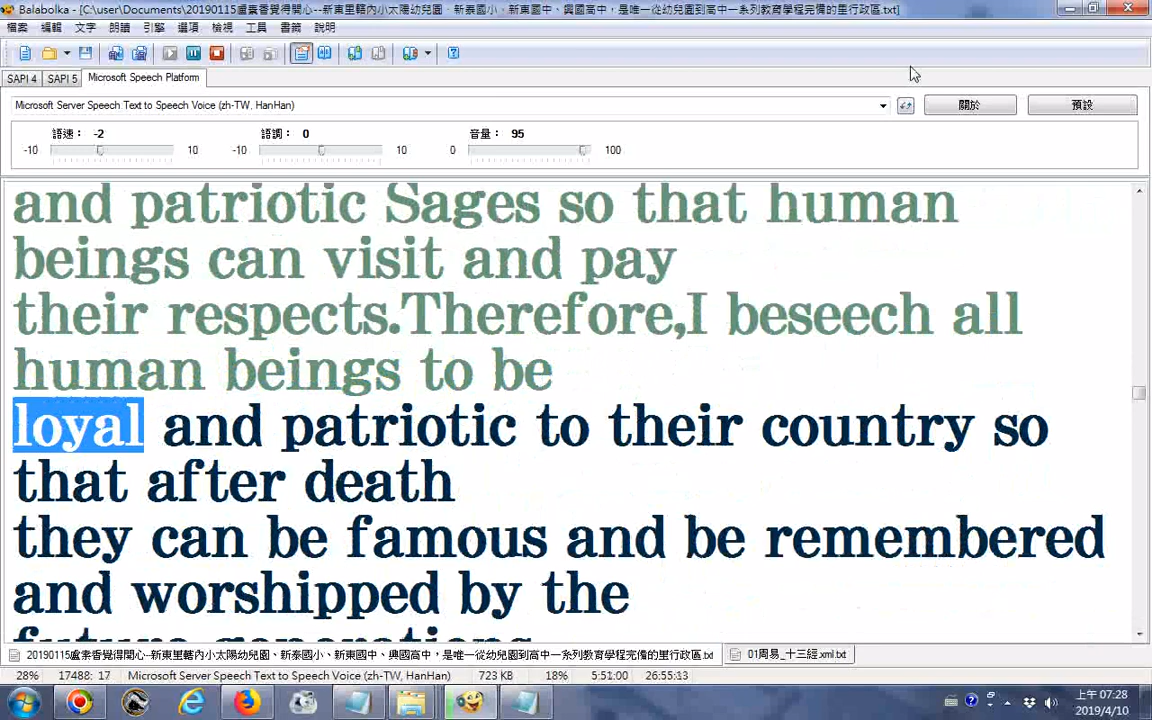 Balabolka - [C:\user\Documents\20190115盧素香覺得開心--新東里轄內小太陽幼兒園、新泰國小、新東國中、興國高中，是唯一從幼兒園到高中一系列教育學程完備的里行政區.txt]
檔案 編輯 文字 朗讀 引擎 選項 檢視 工具 書籤 說明
SAPI 4 SAPI 5 Microsoft Speech Platform
Microsoft Server Speech Text to Speech Voice (zh-TW, HanHan) 關於 預設
語速： -2 語調： 0 音量： 95
-10 10 -10 10 0 100
and patriotic Sages so that human
beings can visit and pay
their respects.Therefore,I beseech all
human beings to be
loyal and patriotic to their country so
that after death
they can be famous and be remembered
and worshipped by the
future generations.
20190115盧素香覺得開心--新東里轄內小太陽幼兒園、新泰國小、新東國中、興國高中，是唯一從幼兒園到高中一系列教育學程完備的里行政區.txt 01周易_十三經.xml.txt
28% 17488: 17 Microsoft Server Speech Text to Speech Voice (zh-TW, HanHan) 723 KB 18% 5:51:00 26:55:13
上午 07:28
2019/4/10